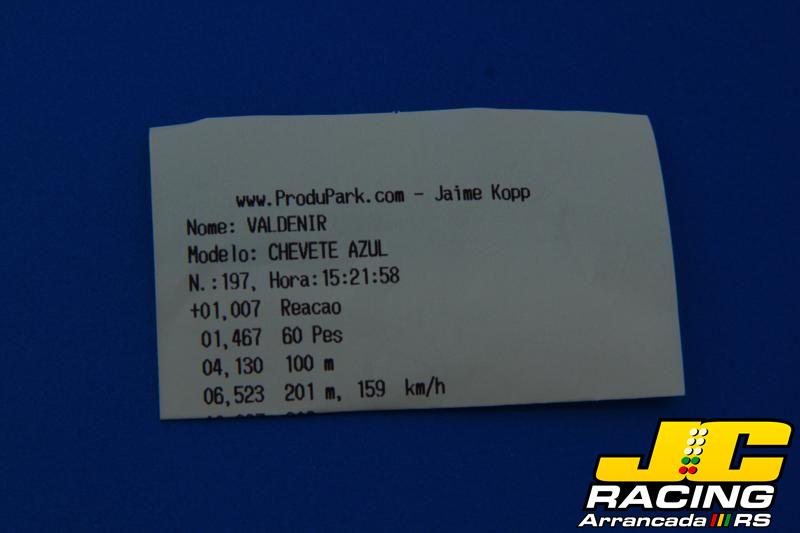 www.ProduPark.com - Jaime Kopp
Nome: VALDENIR
Modelo: CHEVETE AZUL
N.:197, Hora:15:21:58
+01,007 Reacao
01,467 60 Pes
04,130 100 m
06,523 201 m, 159 km/h
JC
RACING
Arrancada RS